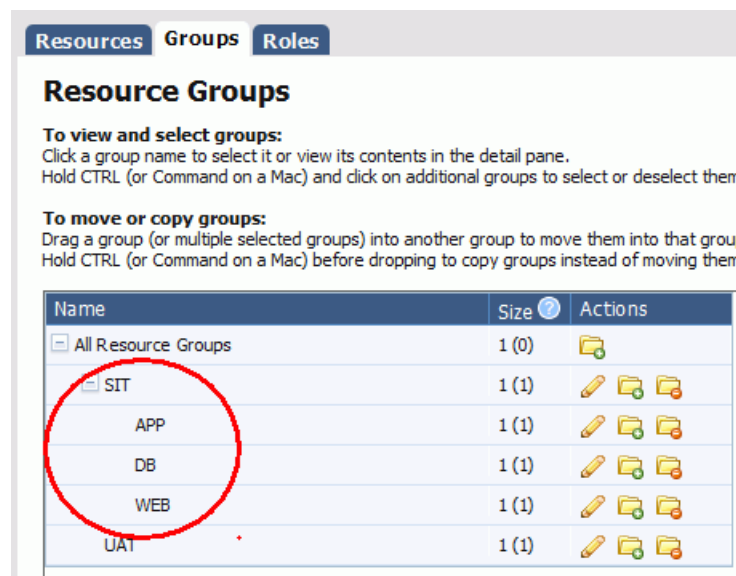 Resources Groups Roles
Resource Groups
To view and select groups:
Click a group name to select it or view its contents in the detail pane.
Hold CTRL (or Command on a Mac) and click on additional groups to select or deselect them
To move or copy groups:
Drag a group (or multiple selected groups) into another group to move them into that grou
Hold CTRL (or Command on a Mac) before dropping to copy groups instead of moving them
Name Size ? Actions
All Resource Groups 1 (0)
SIT 1 (1)
APP 1 (1)
DB 1 (1)
WEB 1 (1)
UAT 1 (1)